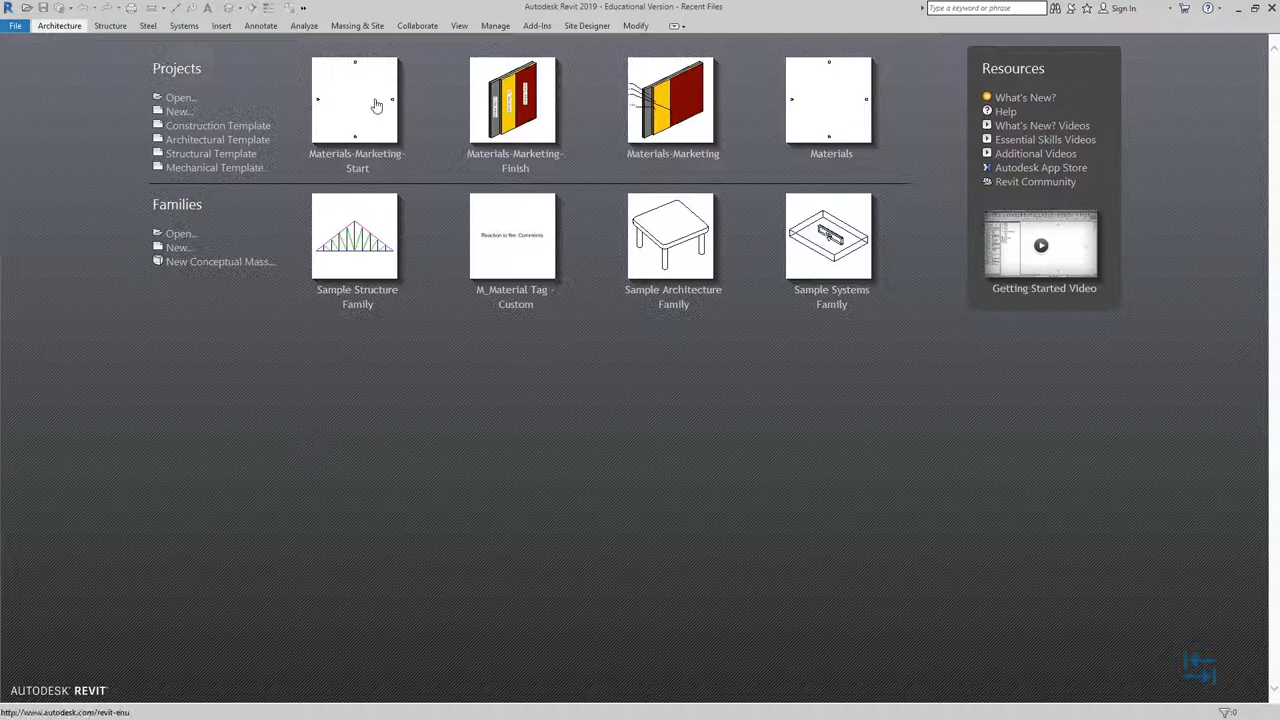 Autodesk Revit 2019 - Educational Version - Recent Files
Type a keyword or phrase
Sign In
File Architecture Structure Steel Systems Insert Annotate Analyze Massing & Site Collaborate View Manage Add-Ins Site Designer Modify
Projects
Open...
New...
Construction Template
Architectural Template
Structural Template
Mechanical Template
Materials-Marketing-
Start
Materials-Marketing-
Finish
Materials-Marketing
Materials
Families
Open...
New...
New Conceptual Mass...
Sample Structure
Family
Reaction to fire: Comments
M_Material Tag -
Custom
Sample Architecture
Family
Sample Systems
Family
Resources
What's New?
Help
What's New? Videos
Essential Skills Videos
Additional Videos
Autodesk App Store
Revit Community
Getting Started Video
AUTODESK® REVIT®
http://www.autodesk.com/revit-enu
:0